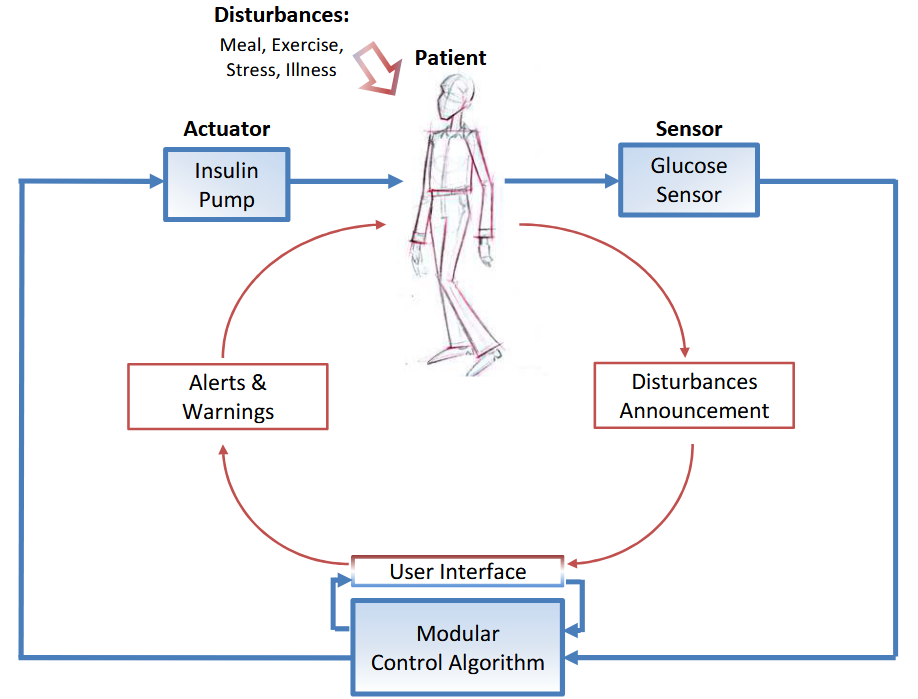 Disturbances:
Meal, Exercise,
Stress, Illness
Patient
Actuator
Insulin
Pump
Sensor
Glucose
Sensor
Alerts &
Warnings
Disturbances
Announcement
User Interface
Modular
Control Algorithm